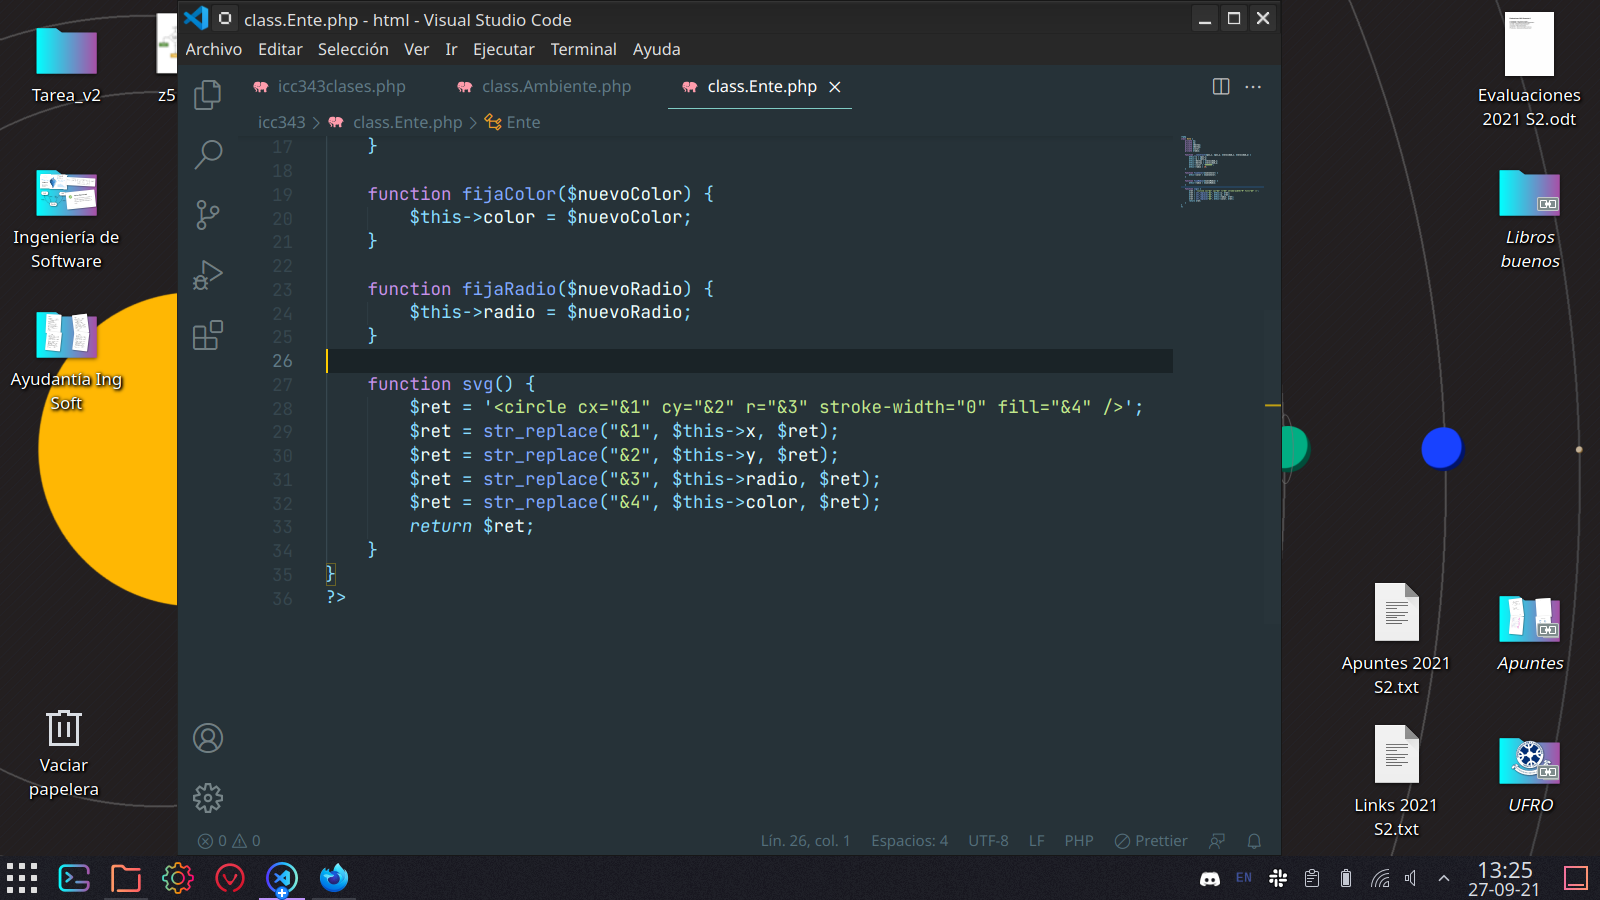 class.Ente.php - html - Visual Studio Code
Archivo Editar Selección Ver Ir Ejecutar Terminal Ayuda
icc343clases.php class.Ambiente.php class.Ente.php
icc343 > class.Ente.php > Ente
17 }
18
19 function fijaColor($nuevoColor) {
20 $this->color = $nuevoColor;
21 }
22
23 function fijaRadio($nuevoRadio) {
24 $this->radio = $nuevoRadio;
25 }
26
27 function svg() {
28 $ret = '<circle cx="&1" cy="&2" r="&3" stroke-width="0" fill="&4" />';
29 $ret = str_replace("&1", $this->x, $ret);
30 $ret = str_replace("&2", $this->y, $ret);
31 $ret = str_replace("&3", $this->radio, $ret);
32 $ret = str_replace("&4", $this->color, $ret);
33 return $ret;
34 }
35 }
36 ?>
0 0 Lín. 26, col. 1 Espacios: 4 UTF-8 LF PHP Prettier
Tarea_v2
z5
Ingeniería de
Software
Ayudantía Ing
Soft
Vaciar
papelera
Evaluaciones
2021 S2.odt
Libros
buenos
Apuntes 2021
S2.txt
Apuntes
Links 2021
S2.txt
UFRO
EN
13:25
27-09-21